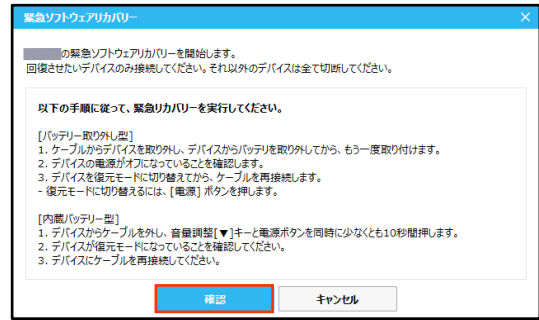 緊急ソフトウェアリカバリー
の緊急ソフトウェアリカバリーを開始します。
回復させたいデバイスのみ接続してください。それ以外のデバイスは全て切断してください。
以下の手順に従って、緊急リカバリーを実行してください。
[バッテリー取り外し型]
1. ケーブルからデバイスを取り外し、デバイスからバッテリを取り外してから、もう一度取り付けます。
2. デバイスの電源がオフになっていることを確認します。
3. デバイスを復元モードに切り替えてから、ケーブルを再接続します。
- 復元モードに切り替えるには、[電源] ボタンを押します。
[内蔵バッテリー型]
1. デバイスからケーブルを外し、音量調整[▼]キーと電源ボタンを同時に少なくとも10秒間押します。
2. デバイスが復元モードになっていることを確認してください。
3. デバイスにケーブルを再接続してください。
確認
キャンセル